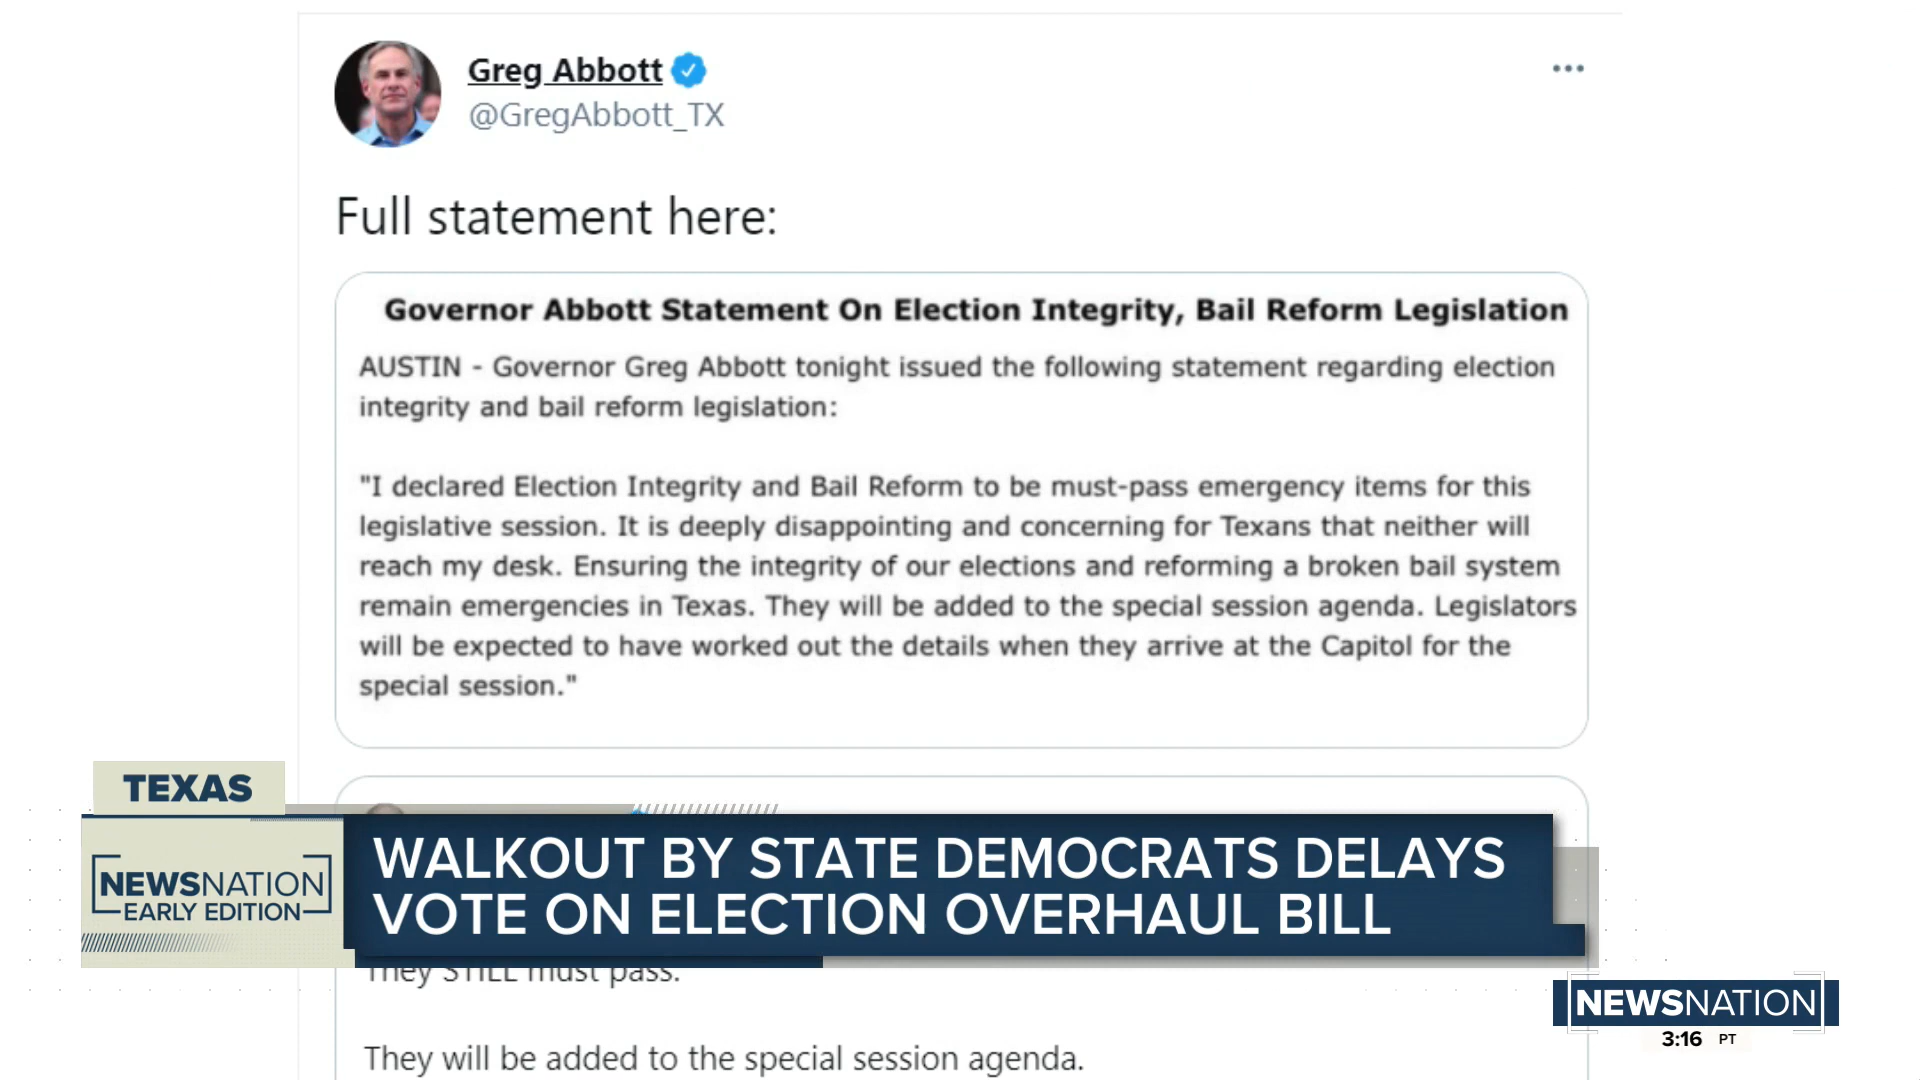 Greg Abbott
@GregAbbott_TX
Full statement here:
Governor Abbott Statement On Election Integrity, Bail Reform Legislation
AUSTIN - Governor Greg Abbott tonight issued the following statement regarding election
integrity and bail reform legislation:
"I declared Election Integrity and Bail Reform to be must-pass emergency items for this
legislative session. It is deeply disappointing and concerning for Texans that neither will
reach my desk. Ensuring the integrity of our elections and reforming a broken bail system
remain emergencies in Texas. They will be added to the special session agenda. Legislators
will be expected to have worked out the details when they arrive at the Capitol for the
special session."
TEXAS
NEWSNATION
EARLY EDITION
WALKOUT BY STATE DEMOCRATS DELAYS
VOTE ON ELECTION OVERHAUL BILL
They STILL must pass.
They will be added to the special session agenda.
NEWSNATION
3:16 PT